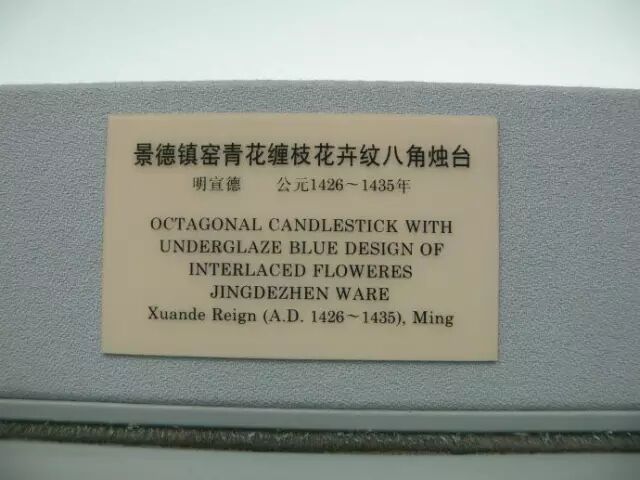 景德镇窑青花缠枝花卉纹八角烛台
明宣德 公元1426～1435年
OCTAGONAL CANDLESTICK WITH
UNDERGLAZE BLUE DESIGN OF
INTERLACED FLOWERES
JINGDEZHEN WARE
Xuande Reign (A.D. 1426～1435), Ming